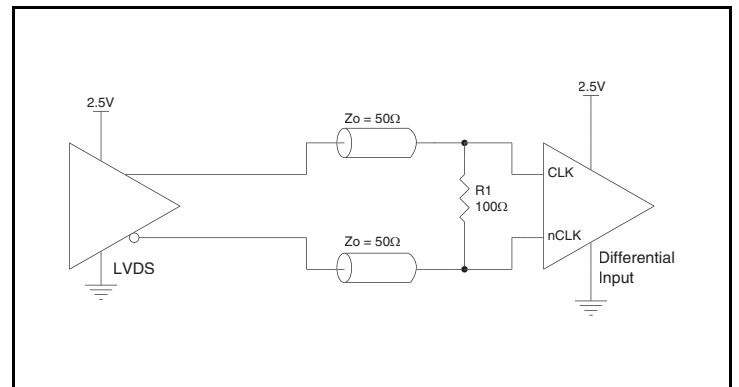 2.5V
2.5V
Zo = 50Ω
CLK
R1
100Ω
Zo = 50Ω
nCLK
LVDS
Differential
Input